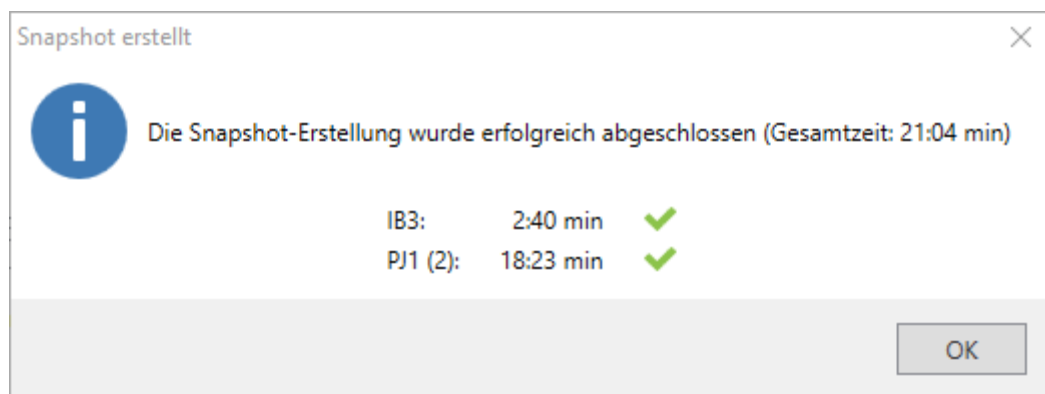 Snapshot erstellt
Die Snapshot-Erstellung wurde erfolgreich abgeschlossen (Gesamtzeit: 21:04 min)
IB3: 2:40 min
PJ1 (2): 18:23 min
OK